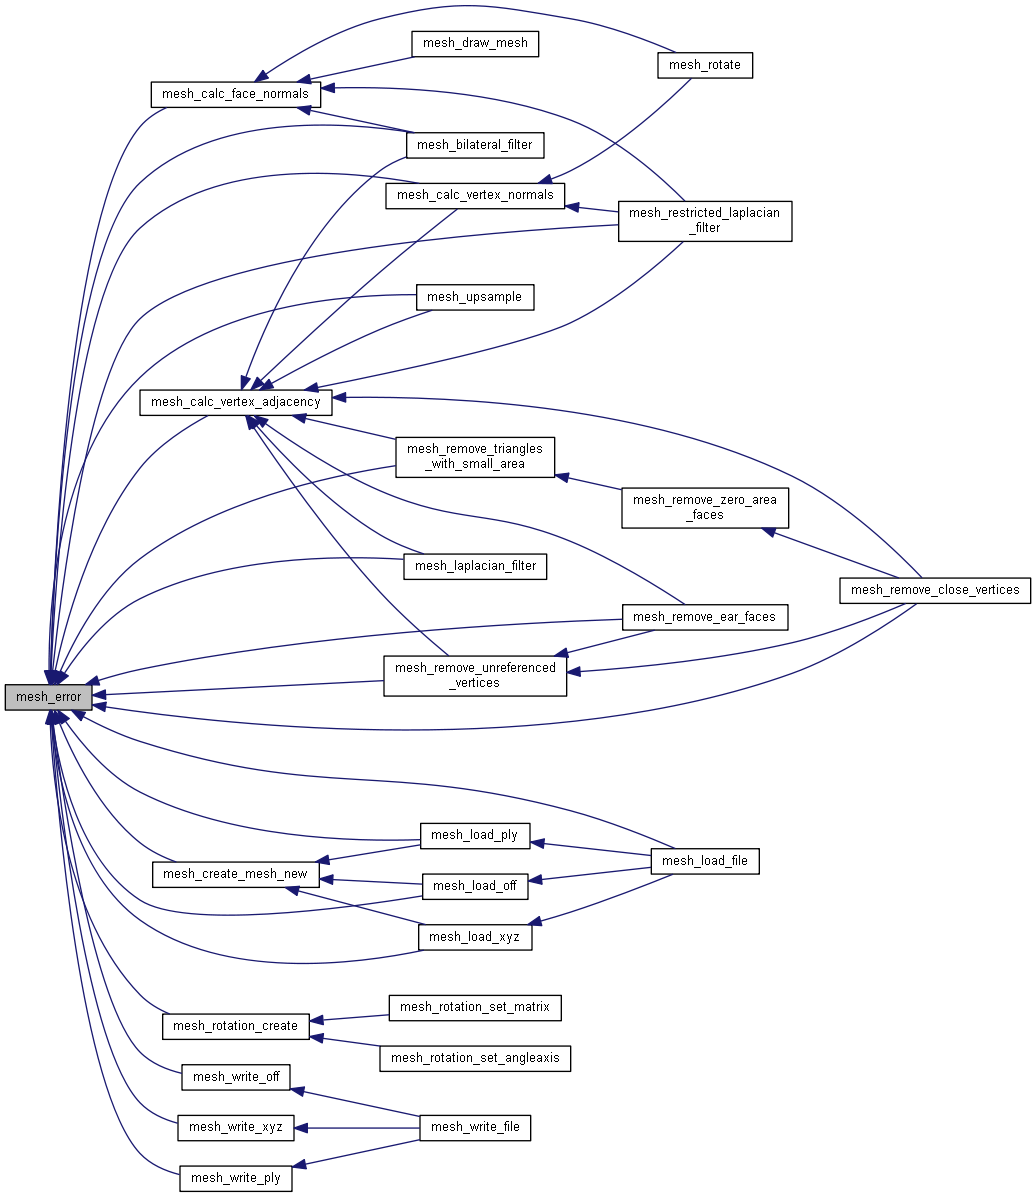 mesh_draw_mesh
mesh_rotate
mesh_calc_face_normals
mesh_bilateral_filter
mesh_calc_vertex_normals
mesh_restricted_laplacian
_filter
mesh_upsample
mesh_calc_vertex_adjacency
mesh_remove_triangles
_with_small_area
mesh_remove_zero_area
_faces
mesh_laplacian_filter
mesh_remove_close_vertices
mesh_remove_ear_faces
mesh_remove_unreferenced
_vertices
mesh_error
mesh_load_ply
mesh_load_file
mesh_create_mesh_new
mesh_load_off
mesh_load_xyz
mesh_rotation_set_matrix
mesh_rotation_create
mesh_rotation_set_angleaxis
mesh_write_off
mesh_write_xyz
mesh_write_file
mesh_write_ply